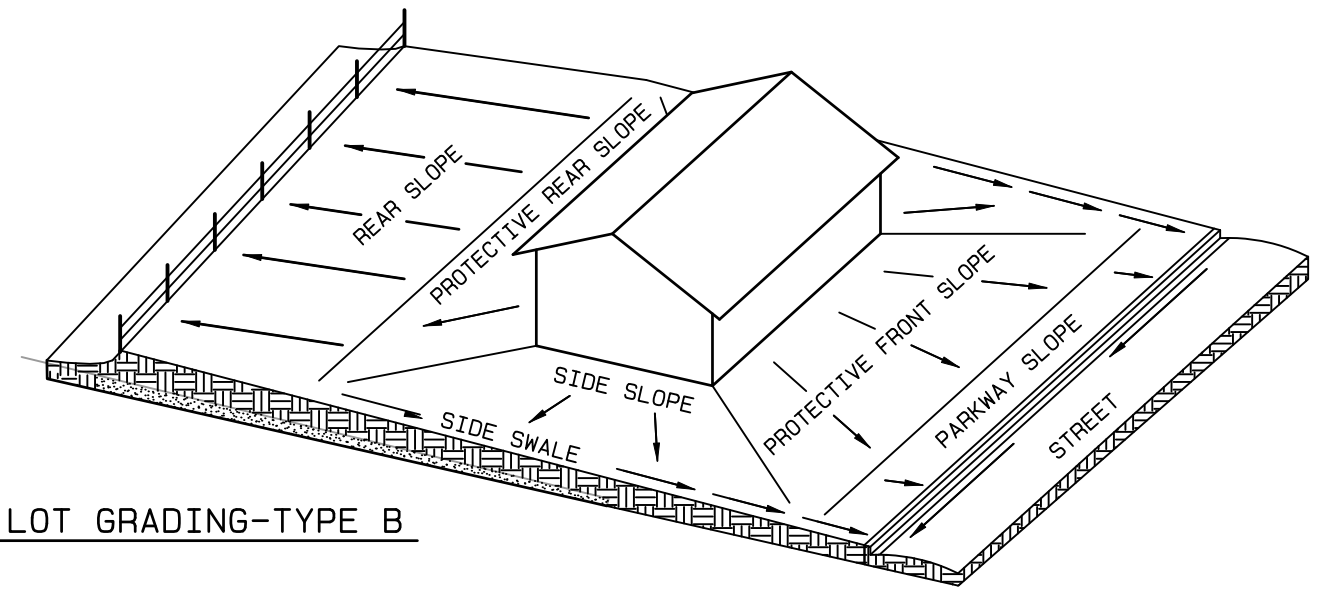 REAR SLOPE
PROTECTIVE REAR SLOPE
SIDE SLOPE
SIDE SWALE
PROTECTIVE FRONT SLOPE
PARKWAY SLOPE
STREET
LOT GRADING-TYPE B